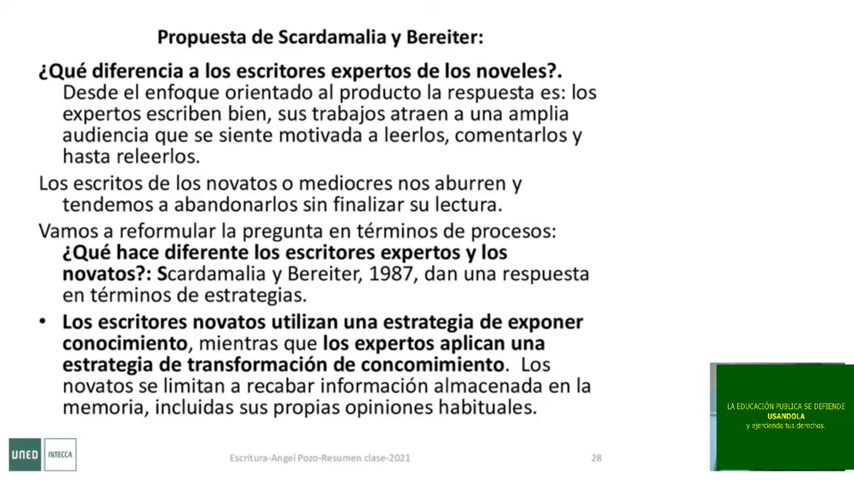 Propuesta de Scardamalia y Bereiter:
¿Qué diferencia a los escritores expertos de los noveles?.
Desde el enfoque orientado al producto la respuesta es: los
expertos escriben bien, sus trabajos atraen a una amplia
audiencia que se siente motivada a leerlos, comentarlos y
hasta releerlos.
Los escritos de los novatos o mediocres nos aburren y
tendemos a abandonarlos sin finalizar su lectura.
Vamos a reformular la pregunta en términos de procesos:
¿Qué hace diferente los escritores expertos y los
novatos?: Scardamalia y Bereiter, 1987, dan una respuesta
en términos de estrategias.
• Los escritores novatos utilizan una estrategia de exponer
conocimiento, mientras que los expertos aplican una
estrategia de transformación de concomimiento. Los
novatos se limitan a recabar información almacenada en la
memoria, incluidas sus propias opiniones habituales.
LA EDUCACIÓN PUBLICA SE DEFIENDE
USANDOLA
y ejerciendo tus derechos.
UNED INTECCA
Escritura-Angel Pozo-Resumen clase-2021
28